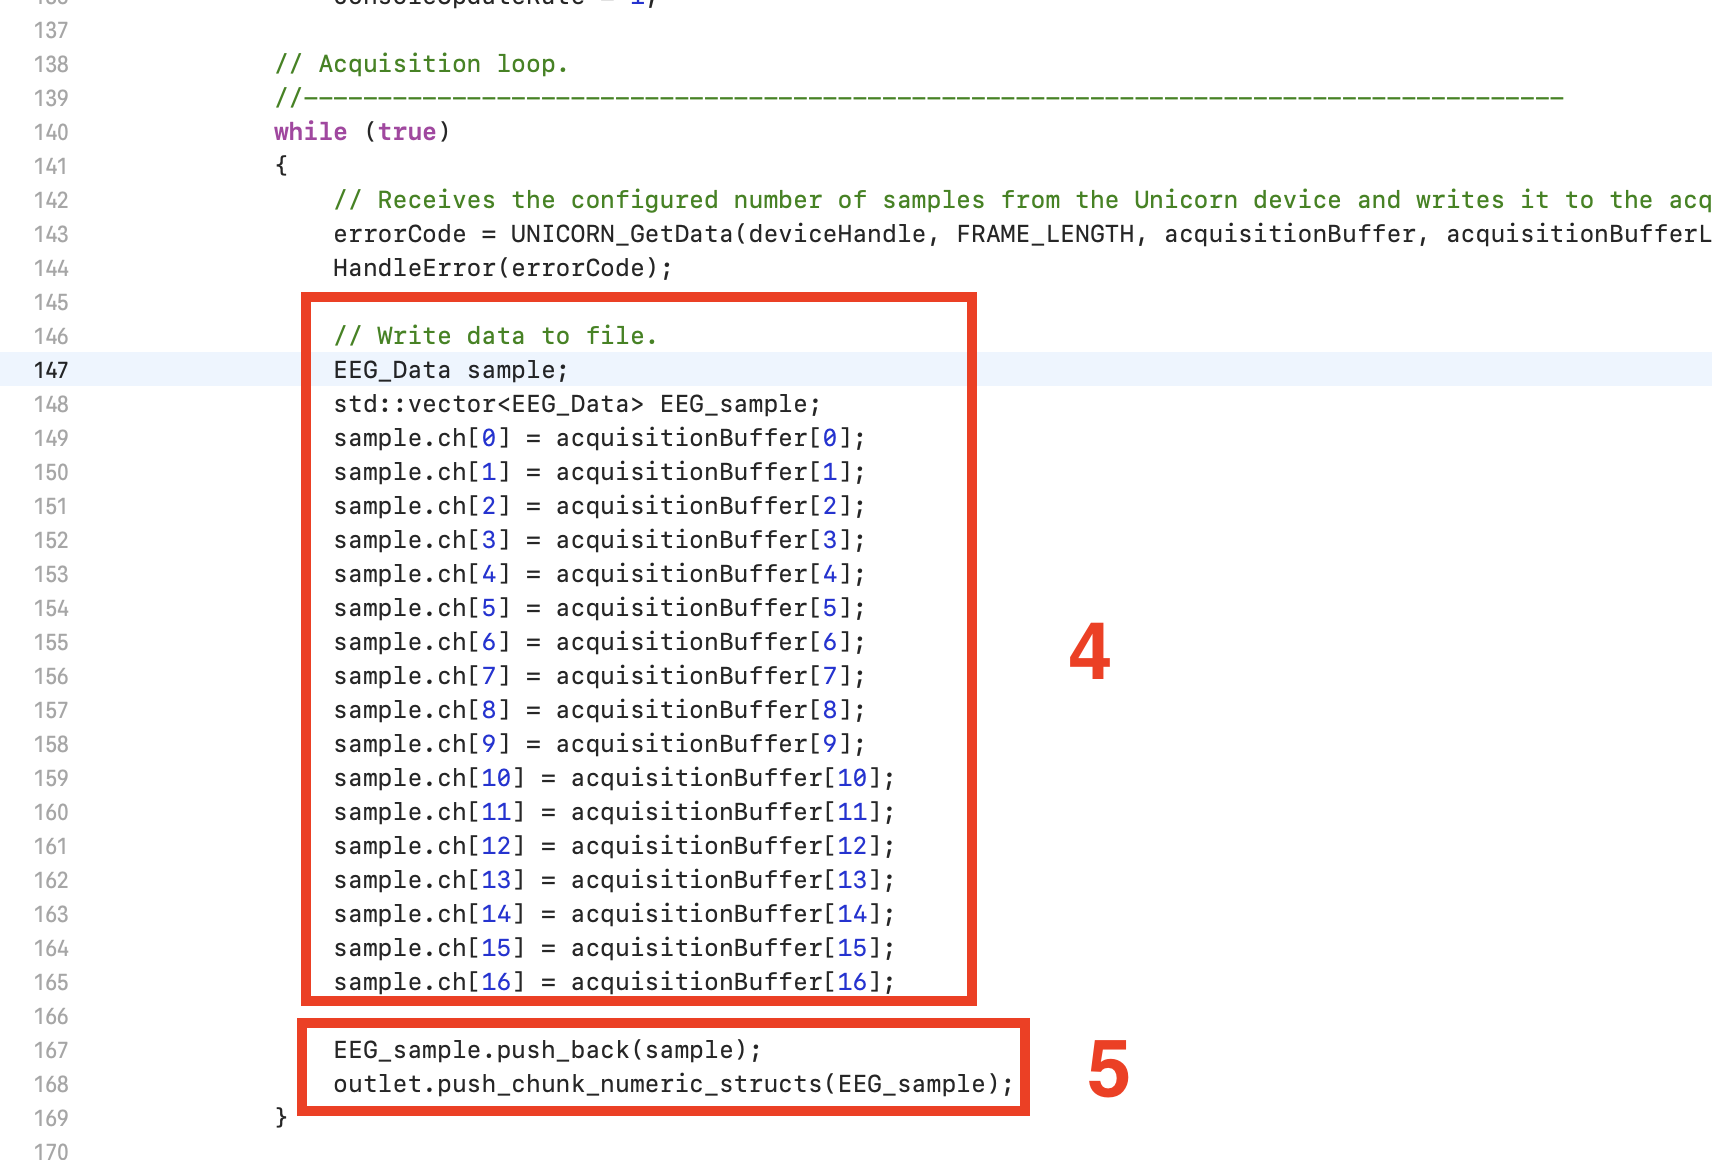 137
138 // Acquisition loop.
139 //-------------------------------------------------------------------------------------
140 while (true)
141 {
142 // Receives the configured number of samples from the Unicorn device and writes it to the acq
143 errorCode = UNICORN_GetData(deviceHandle, FRAME_LENGTH, acquisitionBuffer, acquisitionBufferL
144 HandleError(errorCode);
145
146 // Write data to file.
147 EEG_Data sample;
148 std::vector<EEG_Data> EEG_sample;
149 sample.ch[0] = acquisitionBuffer[0];
150 sample.ch[1] = acquisitionBuffer[1];
151 sample.ch[2] = acquisitionBuffer[2];
152 sample.ch[3] = acquisitionBuffer[3];
153 sample.ch[4] = acquisitionBuffer[4];
154 sample.ch[5] = acquisitionBuffer[5];
155 sample.ch[6] = acquisitionBuffer[6];
156 sample.ch[7] = acquisitionBuffer[7];
157 sample.ch[8] = acquisitionBuffer[8];
158 sample.ch[9] = acquisitionBuffer[9];
159 sample.ch[10] = acquisitionBuffer[10];
160 sample.ch[11] = acquisitionBuffer[11];
161 sample.ch[12] = acquisitionBuffer[12];
162 sample.ch[13] = acquisitionBuffer[13];
163 sample.ch[14] = acquisitionBuffer[14];
164 sample.ch[15] = acquisitionBuffer[15];
165 sample.ch[16] = acquisitionBuffer[16];
4
166
167 EEG_sample.push_back(sample);
168 outlet.push_chunk_numeric_structs(EEG_sample);
5
169 }
170